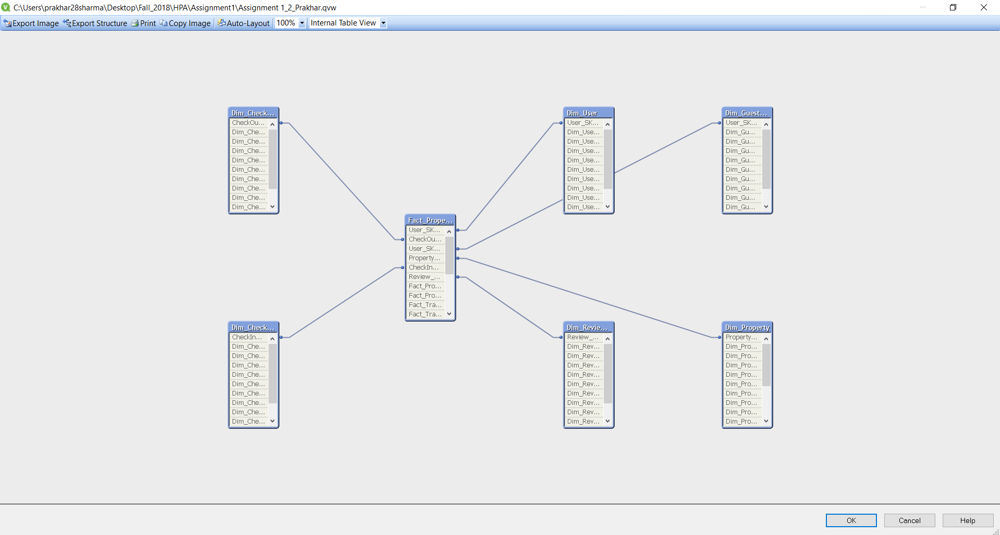 C:\Users\prakhar28sharma\Desktop\Fall_2018\HPA\Assignment1\Assignment 1_2_Prakhar.qvw
Export Image Export Structure Print Copy Image Auto-Layout 100% Internal Table View
Dim_Check...
CheckOu...
Dim_Che...
Dim_Che...
Dim_Che...
Dim_Che...
Dim_Che...
Dim_Che...
Dim_Che...
Dim_Che...
Dim_Che...
Dim_User
User_SK...
Dim_Use...
Dim_Use...
Dim_Use...
Dim_Use...
Dim_Use...
Dim_Use...
Dim_Use...
Dim_Use...
Dim_Use...
Dim_Guest...
User_SK...
Dim_Gu...
Dim_Gu...
Dim_Gu...
Dim_Gu...
Dim_Gu...
Dim_Gu...
Dim_Gu...
Dim_Gu...
Dim_Gu...
Fact_Prope...
User_SK...
CheckOu...
User_SK...
Property...
CheckIn...
Review_...
Fact_Pro...
Fact_Pro...
Fact_Tra...
Fact_Tra...
Dim_Check...
CheckIn...
Dim_Che...
Dim_Che...
Dim_Che...
Dim_Che...
Dim_Che...
Dim_Che...
Dim_Che...
Dim_Che...
Dim_Che...
Dim_Revie...
Review_...
Dim_Rev...
Dim_Rev...
Dim_Rev...
Dim_Rev...
Dim_Rev...
Dim_Rev...
Dim_Rev...
Dim_Rev...
Dim_Rev...
Dim_Property
Property...
Dim_Pro...
Dim_Pro...
Dim_Pro...
Dim_Pro...
Dim_Pro...
Dim_Pro...
Dim_Pro...
Dim_Pro...
Dim_Pro...
OK Cancel Help